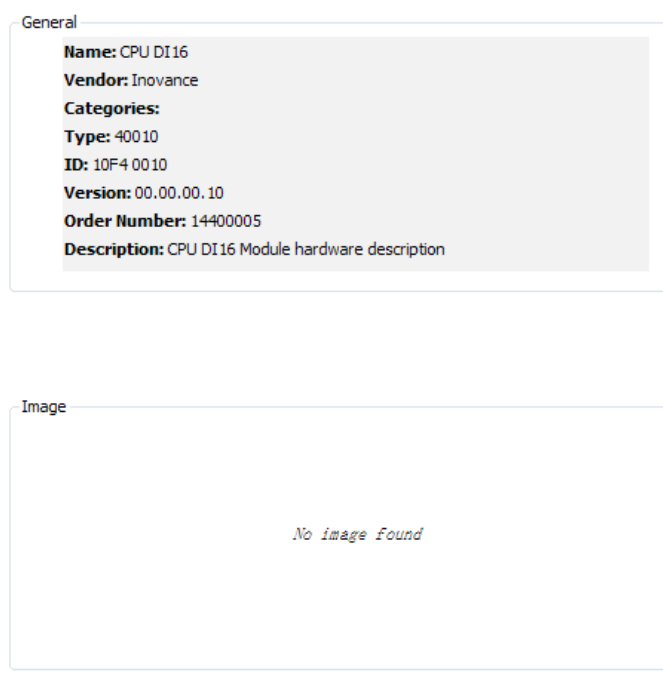 General
Name: CPU DI16
Vendor: Inovance
Categories:
Type: 40010
ID: 10F4 0010
Version: 00.00.00.10
Order Number: 14400005
Description: CPU DI16 Module hardware description
Image
No image found